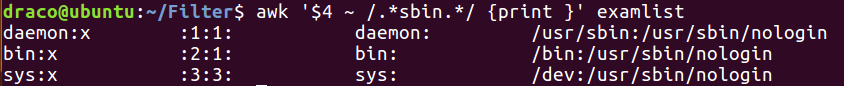 draco@ubuntu:~/Filter$ awk '$4 ~ /.*sbin.*/ {print }' examlist
daemon:x :1:1: daemon: /usr/sbin:/usr/sbin/nologin
bin:x :2:1: bin: /bin:/usr/sbin/nologin
sys:x :3:3: sys: /dev:/usr/sbin/nologin